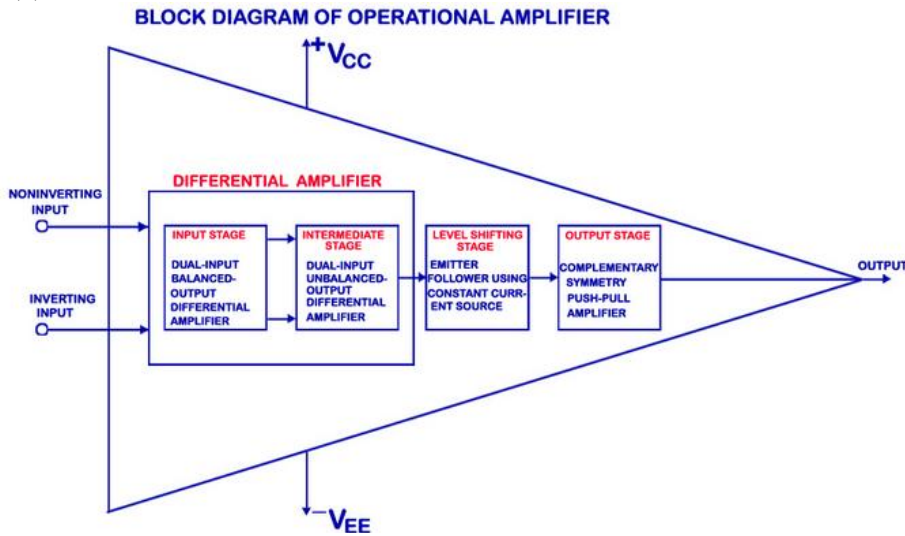 BLOCK DIAGRAM OF OPERATIONAL AMPLIFIER
+VCC
DIFFERENTIAL AMPLIFIER
NONINVERTING
INPUT
INVERTING
INPUT
INPUT STAGE
DUAL-INPUT
BALANCED-
OUTPUT
DIFFERENTIAL
AMPLIFIER
INTERMEDIATE
STAGE
DUAL-INPUT
UNBALANCED-
OUTPUT
DIFFERENTIAL
AMPLIFIER
LEVEL SHIFTING
STAGE
EMITTER
FOLLOWER USING
CONSTANT CURR-
ENT SOURCE
OUTPUT STAGE
COMPLEMENTARY
SYMMETRY
PUSH-PULL
AMPLIFIER
OUTPUT
−VEE